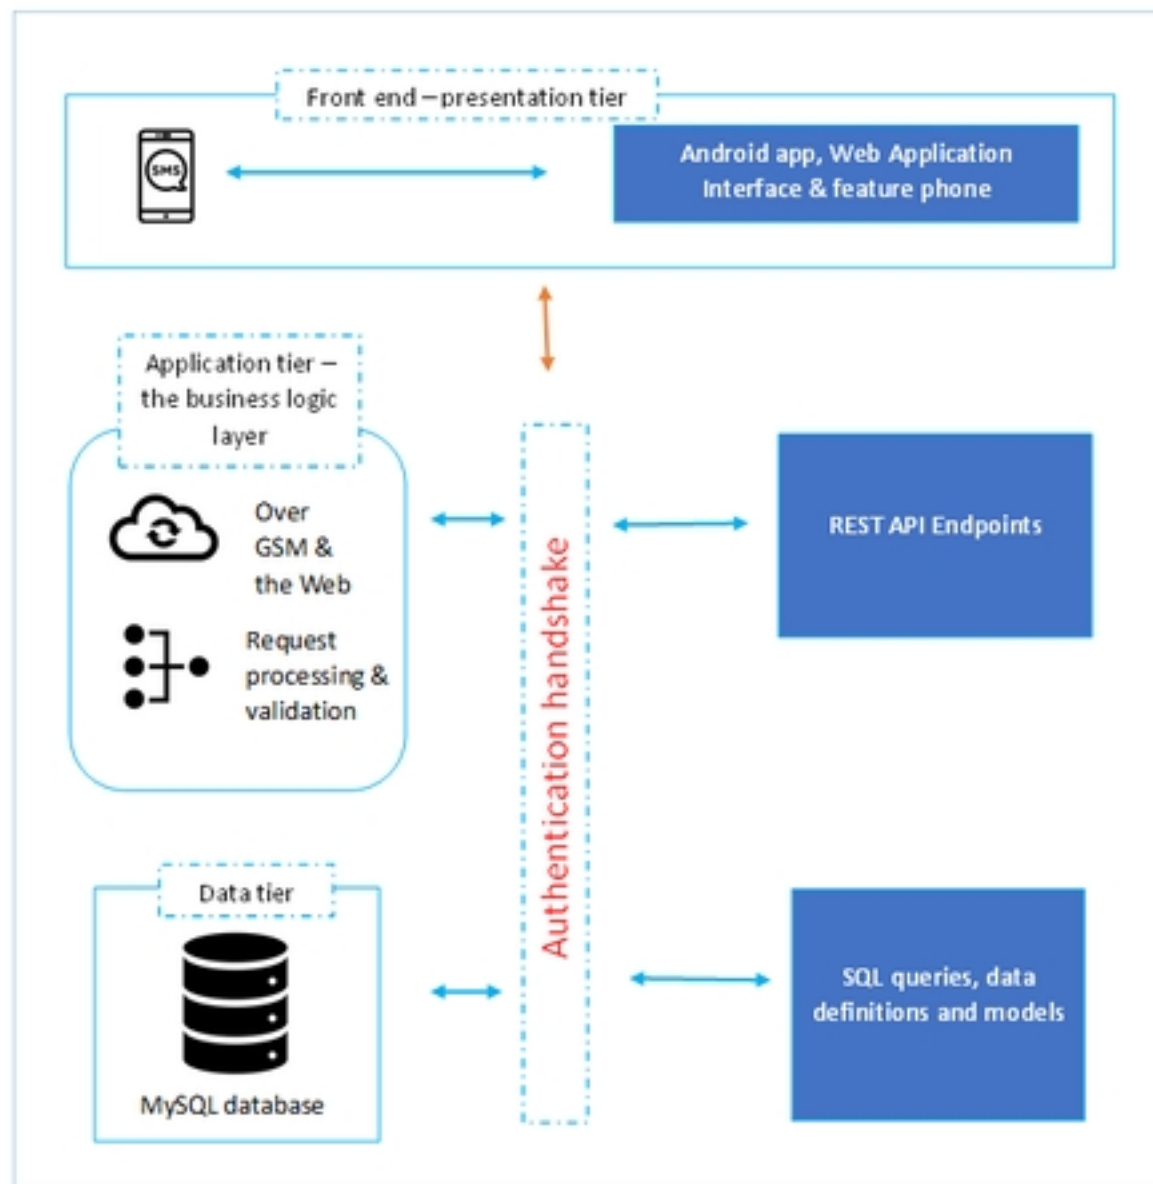 Front end – presentation tier
SMS
Android app, Web Application
Interface & feature phone
Application tier –
the business logic
layer
Over
GSM &
the Web
Request
processing &
validation
Authentication handshake
REST API Endpoints
Data tier
MySQL database
SQL queries, data
definitions and models